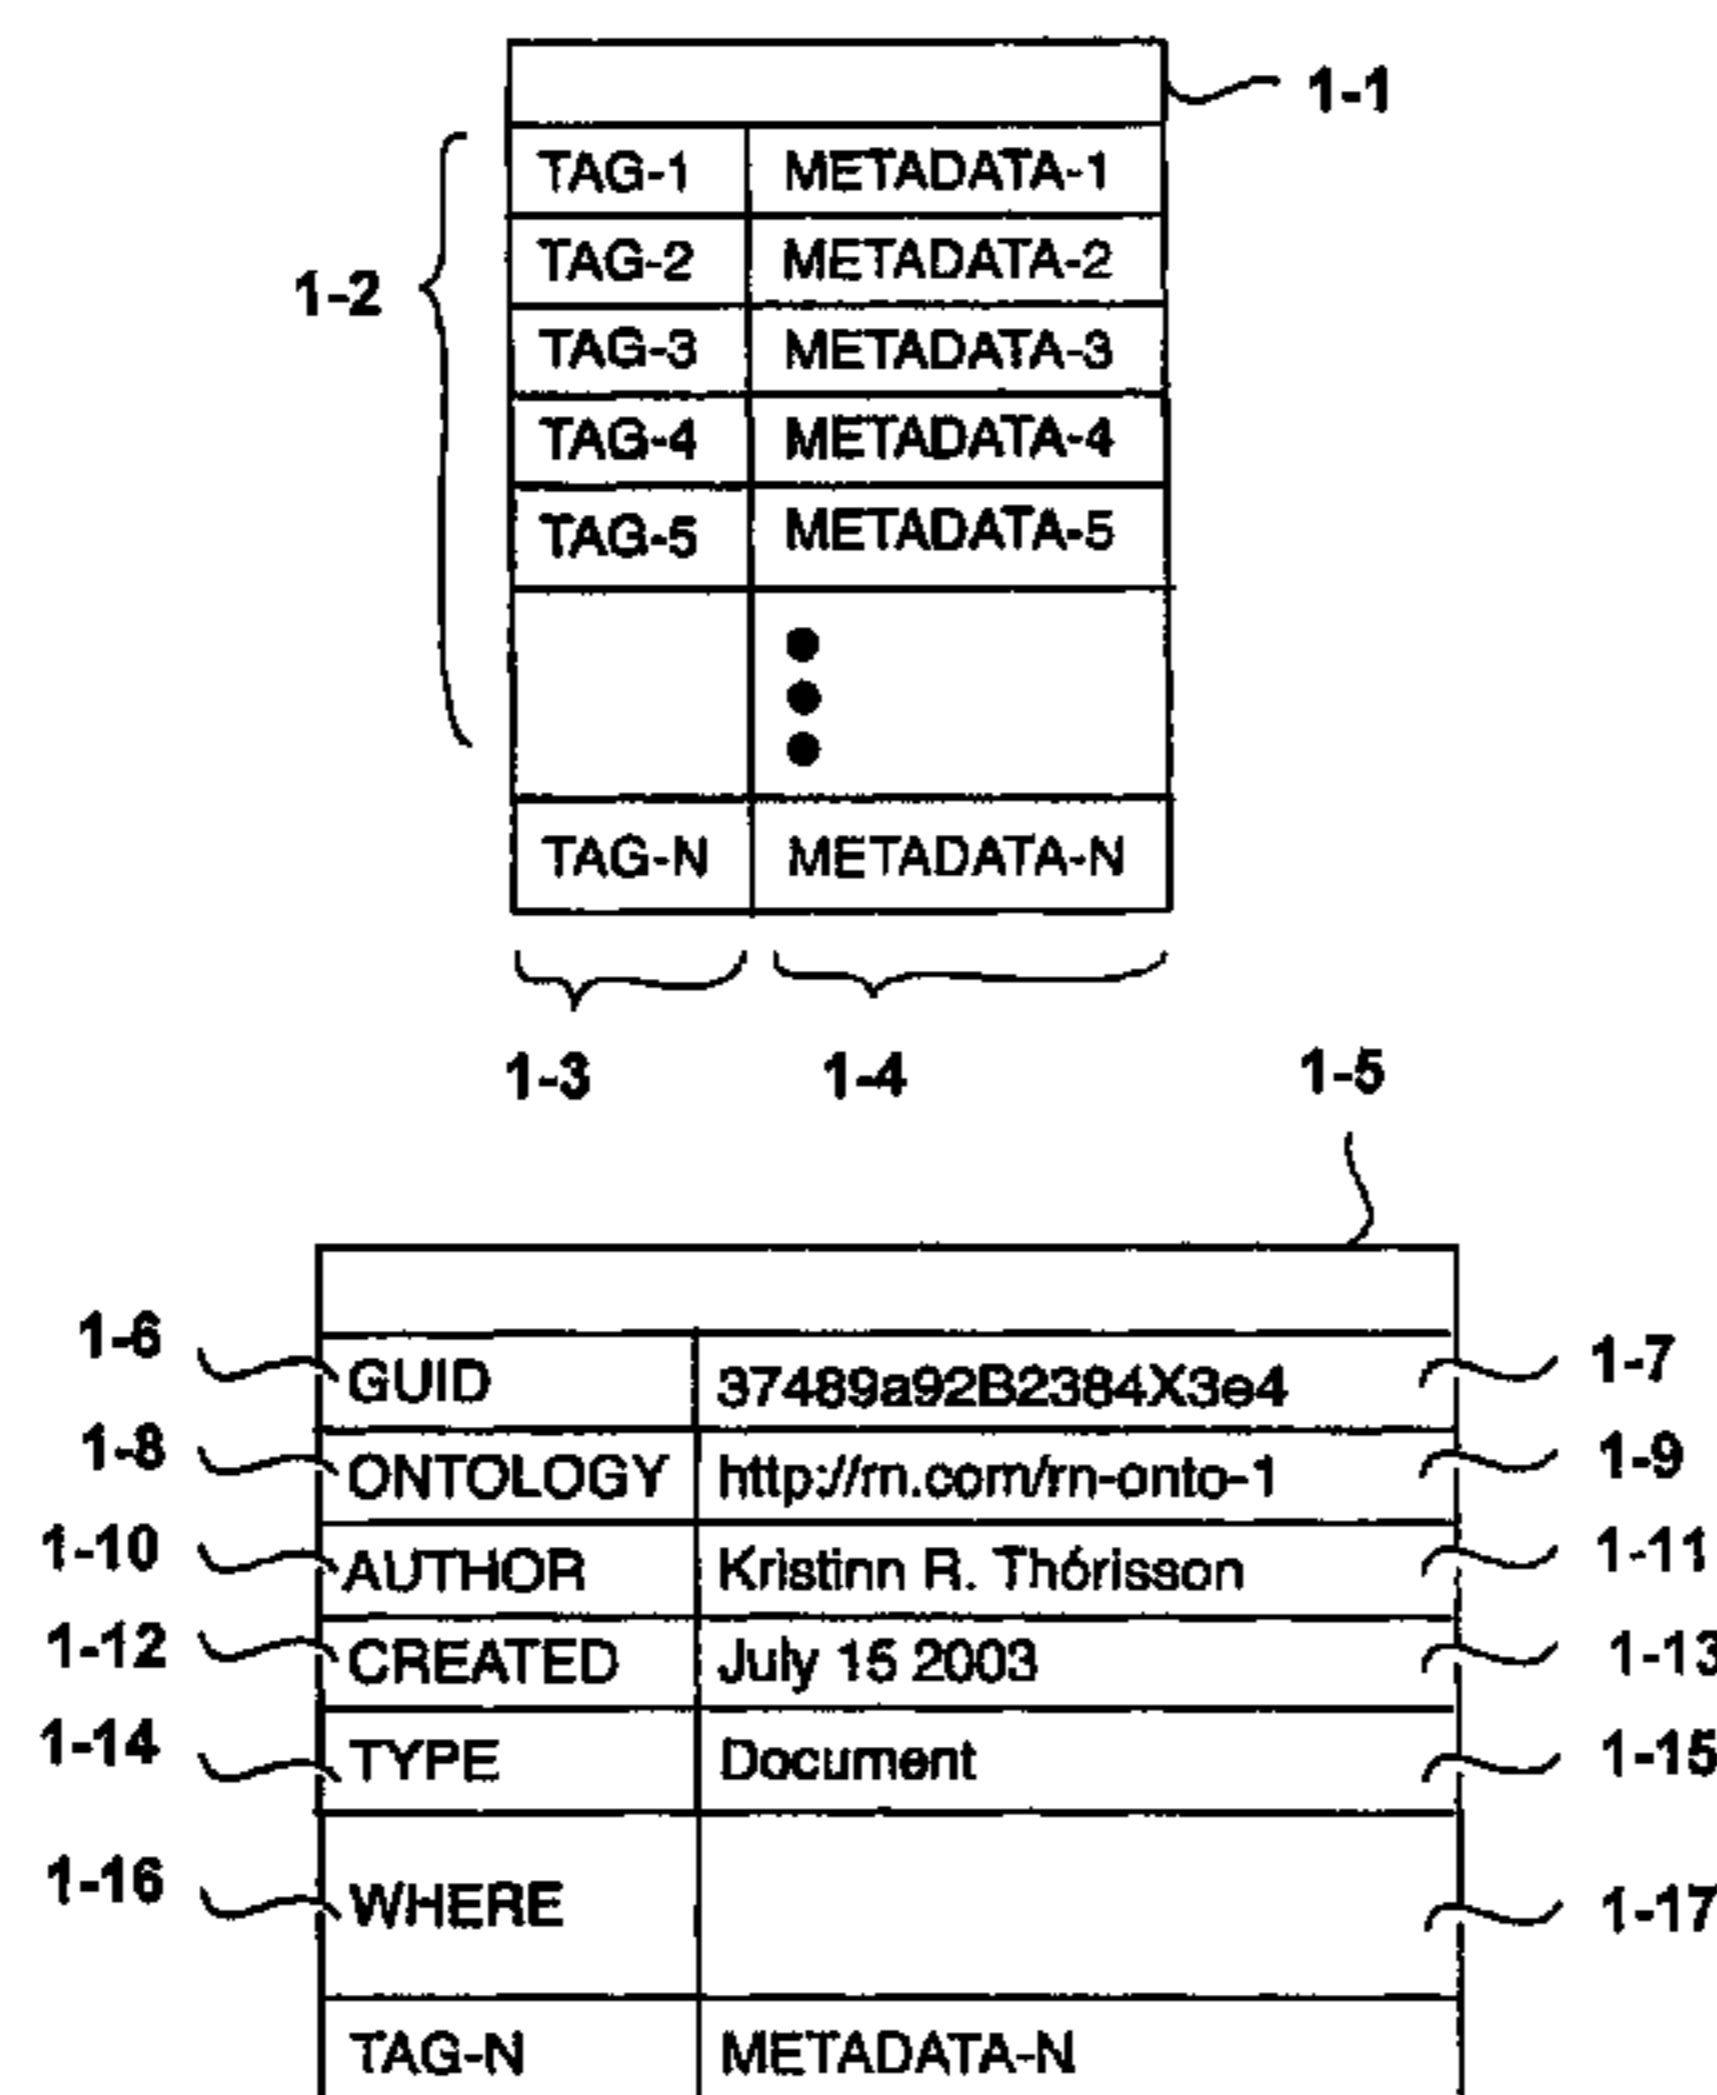 1-1
TAG-1 METADATA-1
TAG-2 METADATA-2
1-2
TAG-3 METADATA-3
TAG-4 METADATA-4
TAG-5 METADATA-5
TAG-N METADATA-N
1-3 1-4 1-5
1-6 GUID 37489a92B2384X3e4 1-7
1-8 ONTOLOGY http://rn.com/rn-onto-1 1-9
1-10 AUTHOR Kristinn R. Thórisson 1-11
1-12 CREATED July 15 2003 1-13
1-14 TYPE Document 1-15
1-16 WHERE 1-17
TAG-N METADATA-N